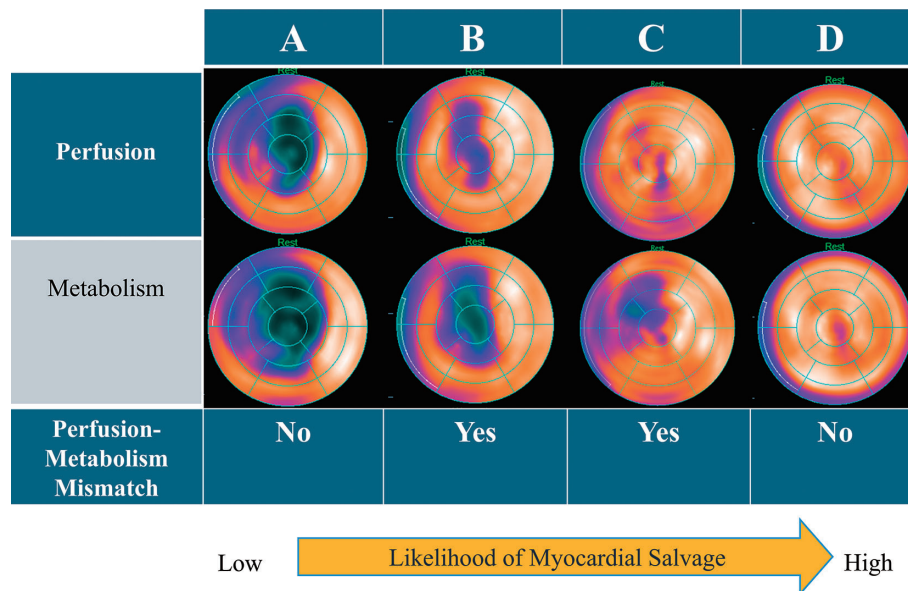 A B C D
Perfusion
Rest Rest Rest Rest
Metabolism
Rest Rest Rest Rest
Perfusion-
Metabolism
Mismatch
No Yes Yes No
Low Likelihood of Myocardial Salvage High